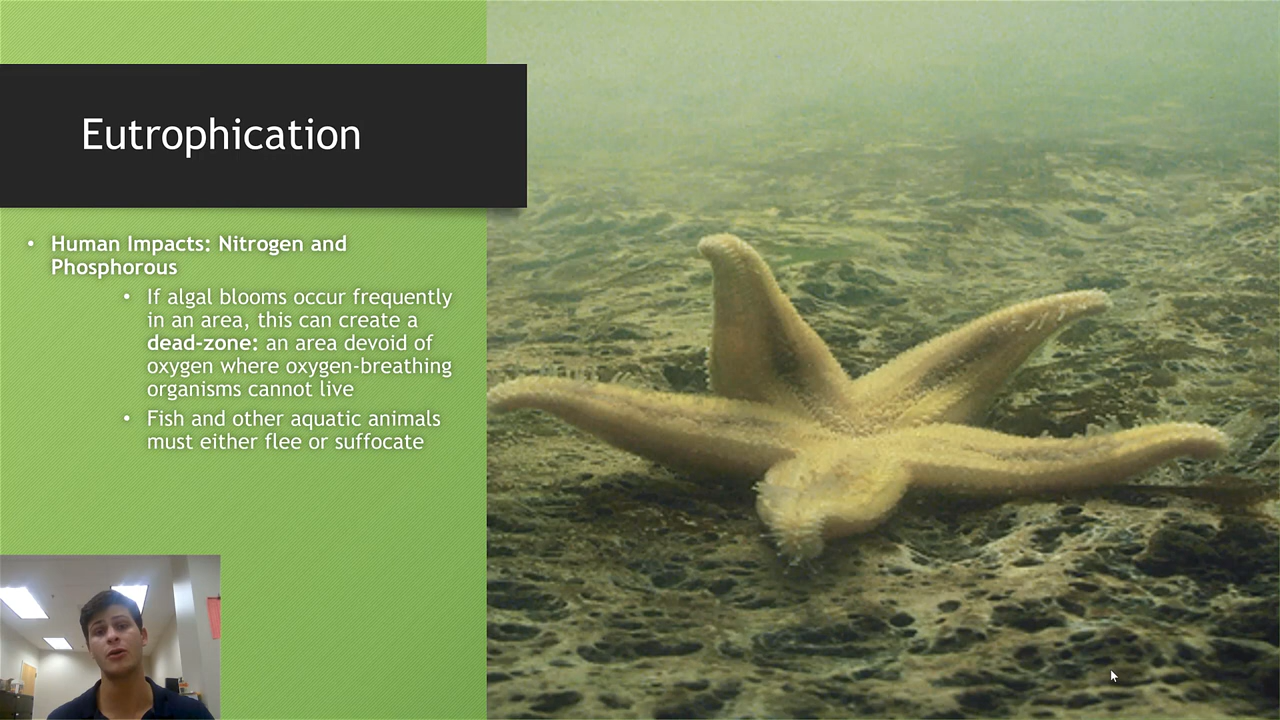 Eutrophication
• Human Impacts: Nitrogen and
Phosphorous
• If algal blooms occur frequently
in an area, this can create a
dead-zone: an area devoid of
oxygen where oxygen-breathing
organisms cannot live
• Fish and other aquatic animals
must either flee or suffocate